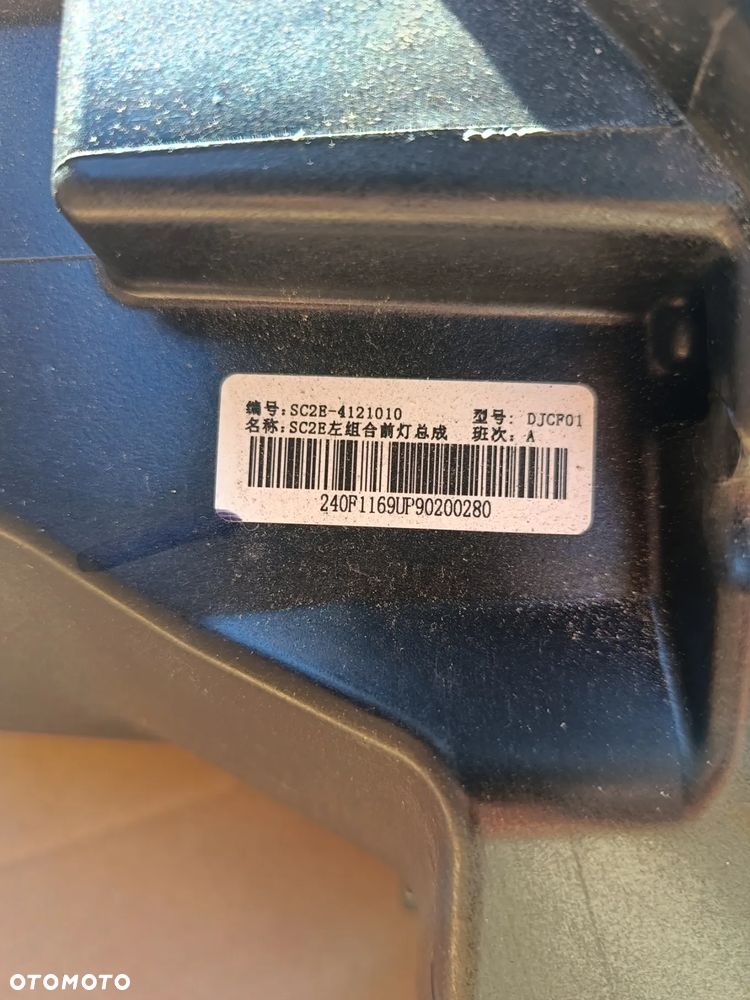 编号:SC2E-4121010 型号: DJCF01
名称:SC2E左组合前灯总成 班次: A
240F1169UP90200280
OTOMOTO